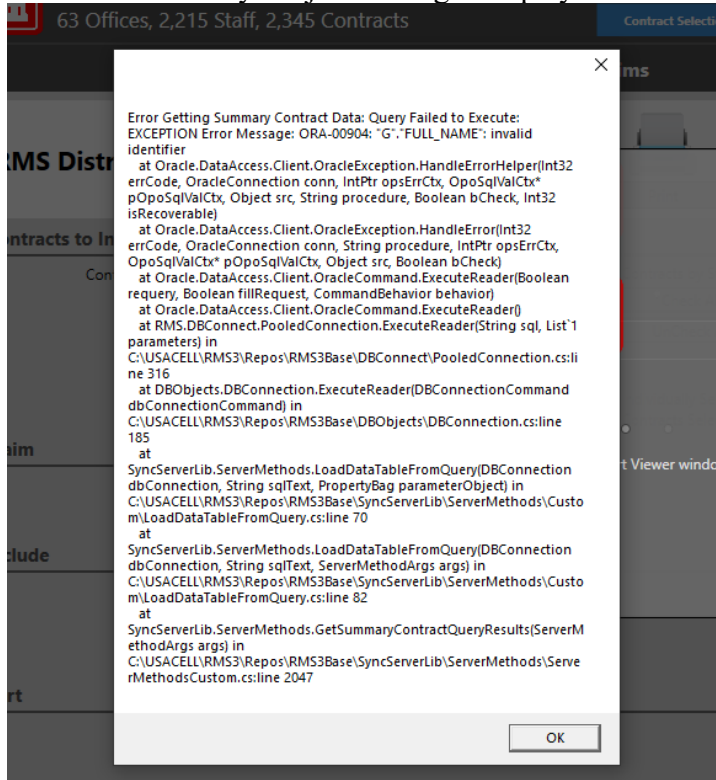 63 Offices, 2,215 Staff, 2,345 Contracts
Contract Selecti
ims
Error Getting Summary Contract Data: Query Failed to Execute:
EXCEPTION Error Message: ORA-00904: "G"."FULL_NAME": invalid
identifier
at Oracle.DataAccess.Client.OracleException.HandleErrorHelper(Int32
errCode, OracleConnection conn, IntPtr opsErrCtx, OpoSqlValCtx*
pOpoSqlValCtx, Object src, String procedure, Boolean bCheck, Int32
isRecoverable)
at Oracle.DataAccess.Client.OracleException.HandleError(Int32
errCode, OracleConnection conn, String procedure, IntPtr opsErrCtx,
OpoSqlValCtx* pOpoSqlValCtx, Object src, Boolean bCheck)
at Oracle.DataAccess.Client.OracleCommand.ExecuteReader(Boolean
requery, Boolean fillRequest, CommandBehavior behavior)
at Oracle.DataAccess.Client.OracleCommand.ExecuteReader()
at RMS.DBConnect.PooledConnection.ExecuteReader(String sql, List`1
parameters) in
C:\USACELL\RMS3\Repos\RMS3Base\DBConnect\PooledConnection.cs:li
ne 316
at DBObjects.DBConnection.ExecuteReader(DBConnectionCommand
dbConnectionCommand) in
C:\USACELL\RMS3\Repos\RMS3Base\DBObjects\DBConnection.cs:line
185
at
SyncServerLib.ServerMethods.LoadDataTableFromQuery(DBConnection
dbConnection, String sqlText, PropertyBag parameterObject) in
C:\USACELL\RMS3\Repos\RMS3Base\SyncServerLib\ServerMethods\Custo
m\LoadDataTableFromQuery.cs:line 70
at
SyncServerLib.ServerMethods.LoadDataTableFromQuery(DBConnection
dbConnection, String sqlText, ServerMethodArgs args) in
C:\USACELL\RMS3\Repos\RMS3Base\SyncServerLib\ServerMethods\Custo
m\LoadDataTableFromQuery.cs:line 82
at
SyncServerLib.ServerMethods.GetSummaryContractQueryResults(ServerM
ethodArgs args) in
C:\USACELL\RMS3\Repos\RMS3Base\SyncServerLib\ServerMethods\Serve
rMethodsCustom.cs:line 2047
OK
RMS Distr
ntracts to In
Con
aim
t Viewer windo
clude
rt